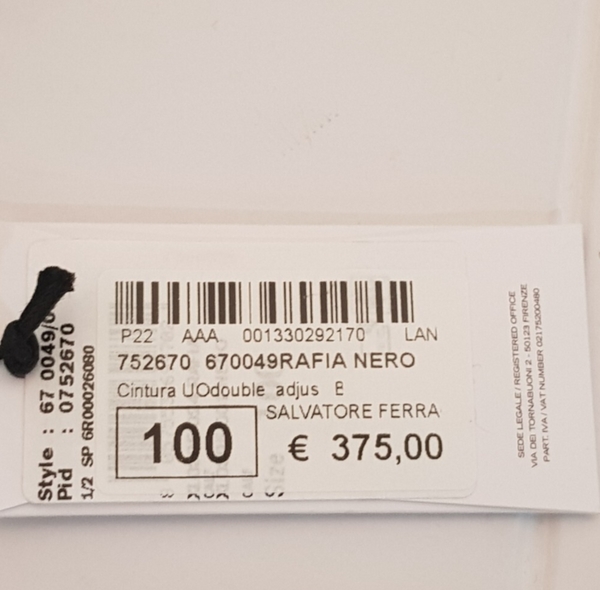 P22 AAA 001330292170 LAN
752670 670049RAFIA NERO
Cintura UOdouble adjus
SALVATORE FERRA
100
€ 375,00
Style : 67 0049/
Pid : 0752670
1/2 SP 6R00026080
SEDE LEGALE / REGISTERED OFFICE
VIA DEI TORNABUONI 2 - 50123 FIRENZE
PART. IVA / VAT NUMBER 02175200480